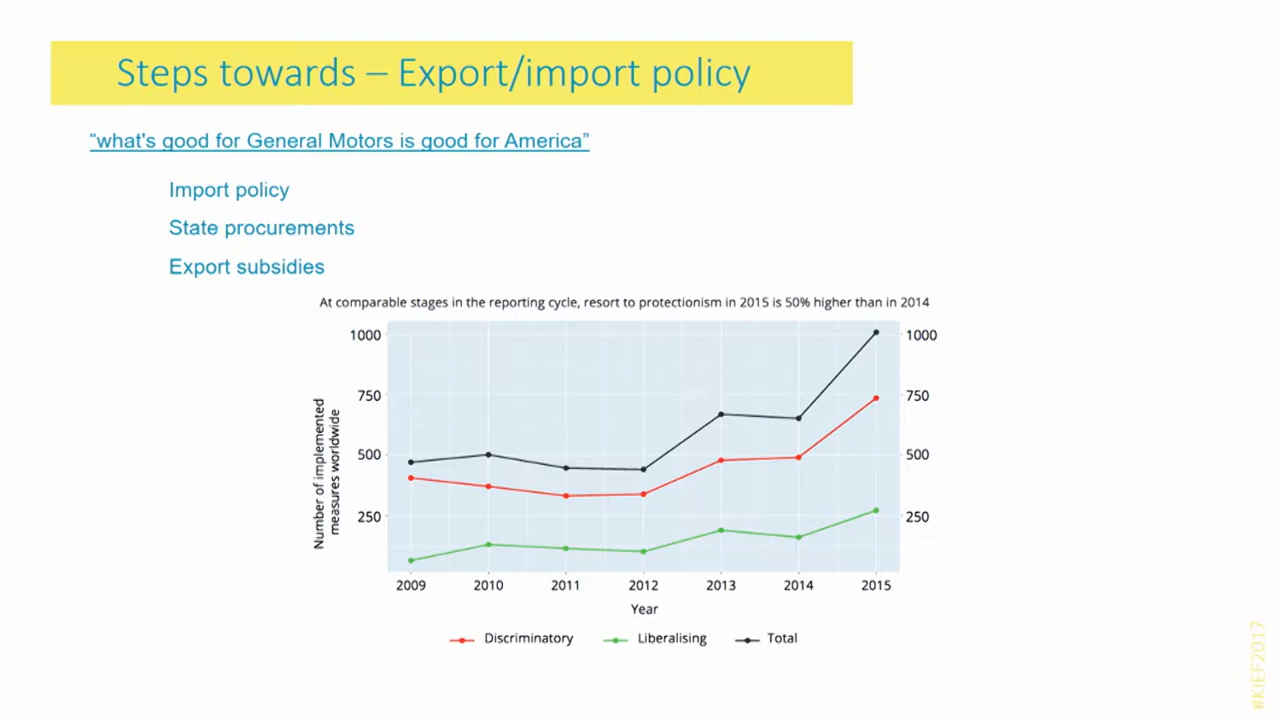 Steps towards – Export/import policy
“what's good for General Motors is good for America”
Import policy
State procurements
Export subsidies
At comparable stages in the reporting cycle, resort to protectionism in 2015 is 50% higher than in 2014
1000
750
500
250
1000
750
500
250
Number of implemented
measures worldwide
2009 2010 2011 2012 2013 2014 2015
Year
Discriminatory Liberalising Total
#KIEF2017